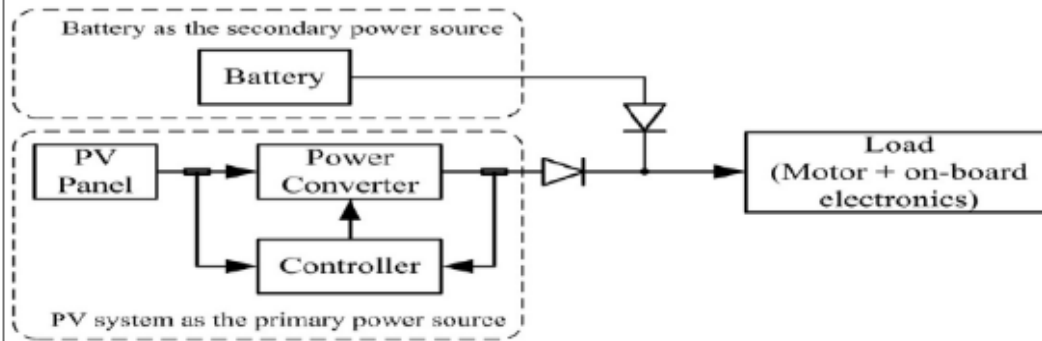 Battery as the secondary power source
Battery
PV
Panel
Power
Converter
Controller
PV system as the primary power source
Load
(Motor + on-board
electronics)